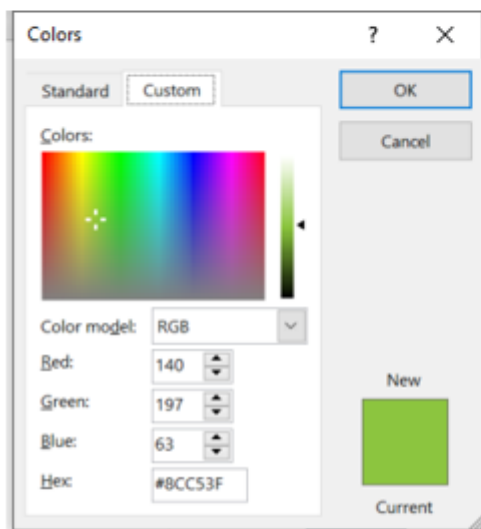 Colors
? X
Standard
Custom
OK
Cancel
Colors:
Color model: RGB
Red: 140
Green: 197
Blue: 63
Hex: #8CC53F
New
Current